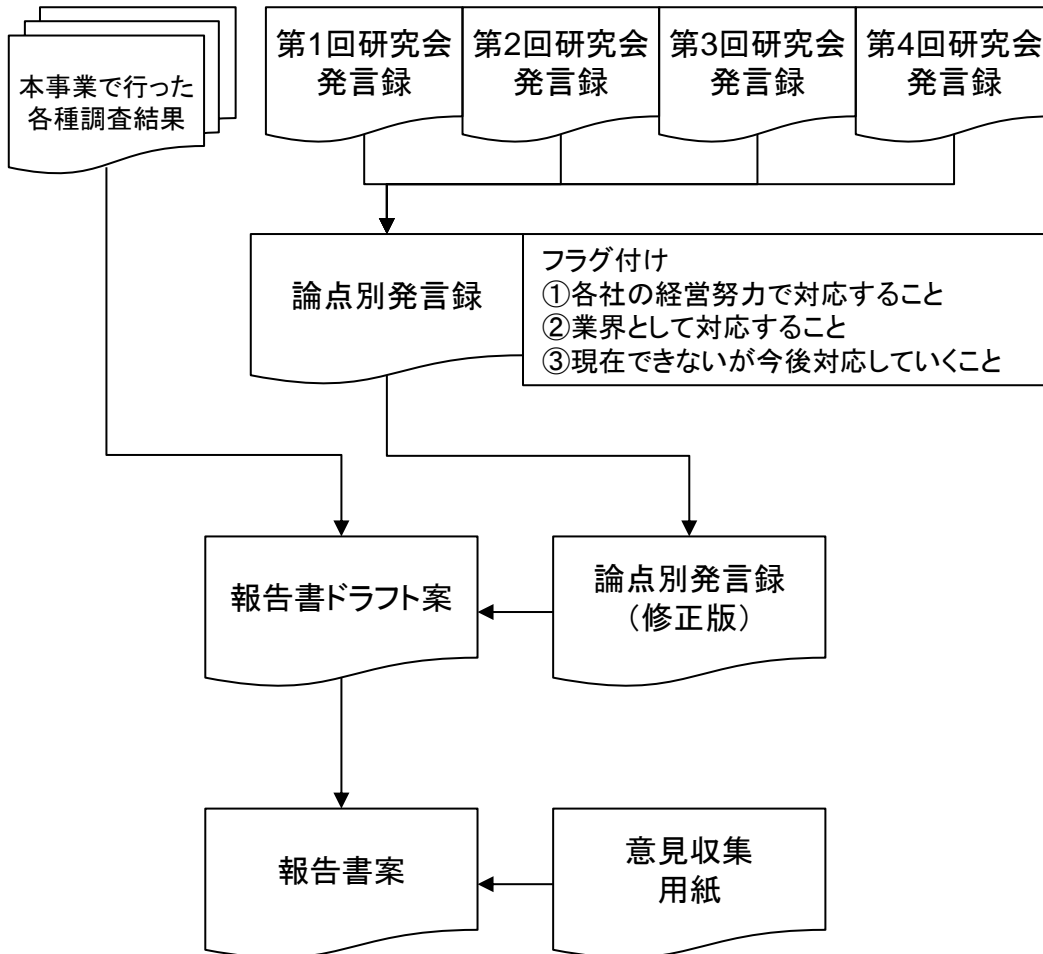 本事業で行った
各種調査結果
第1回研究会
発言録
第2回研究会
発言録
第3回研究会
発言録
第4回研究会
発言録
論点別発言録
フラグ付け
①各社の経営努力で対応すること
②業界として対応すること
③現在できないが今後対応していくこと
報告書ドラフト案
論点別発言録
（修正版）
報告書案
意見収集
用紙